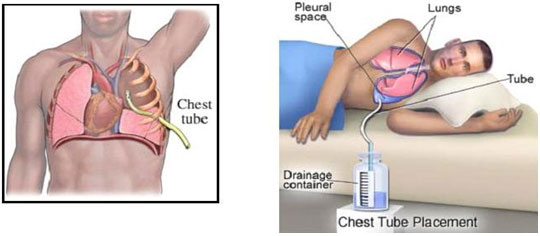 Chest
tube
Pleural
space
Lungs
Tube
Drainage
container
Chest Tube Placement